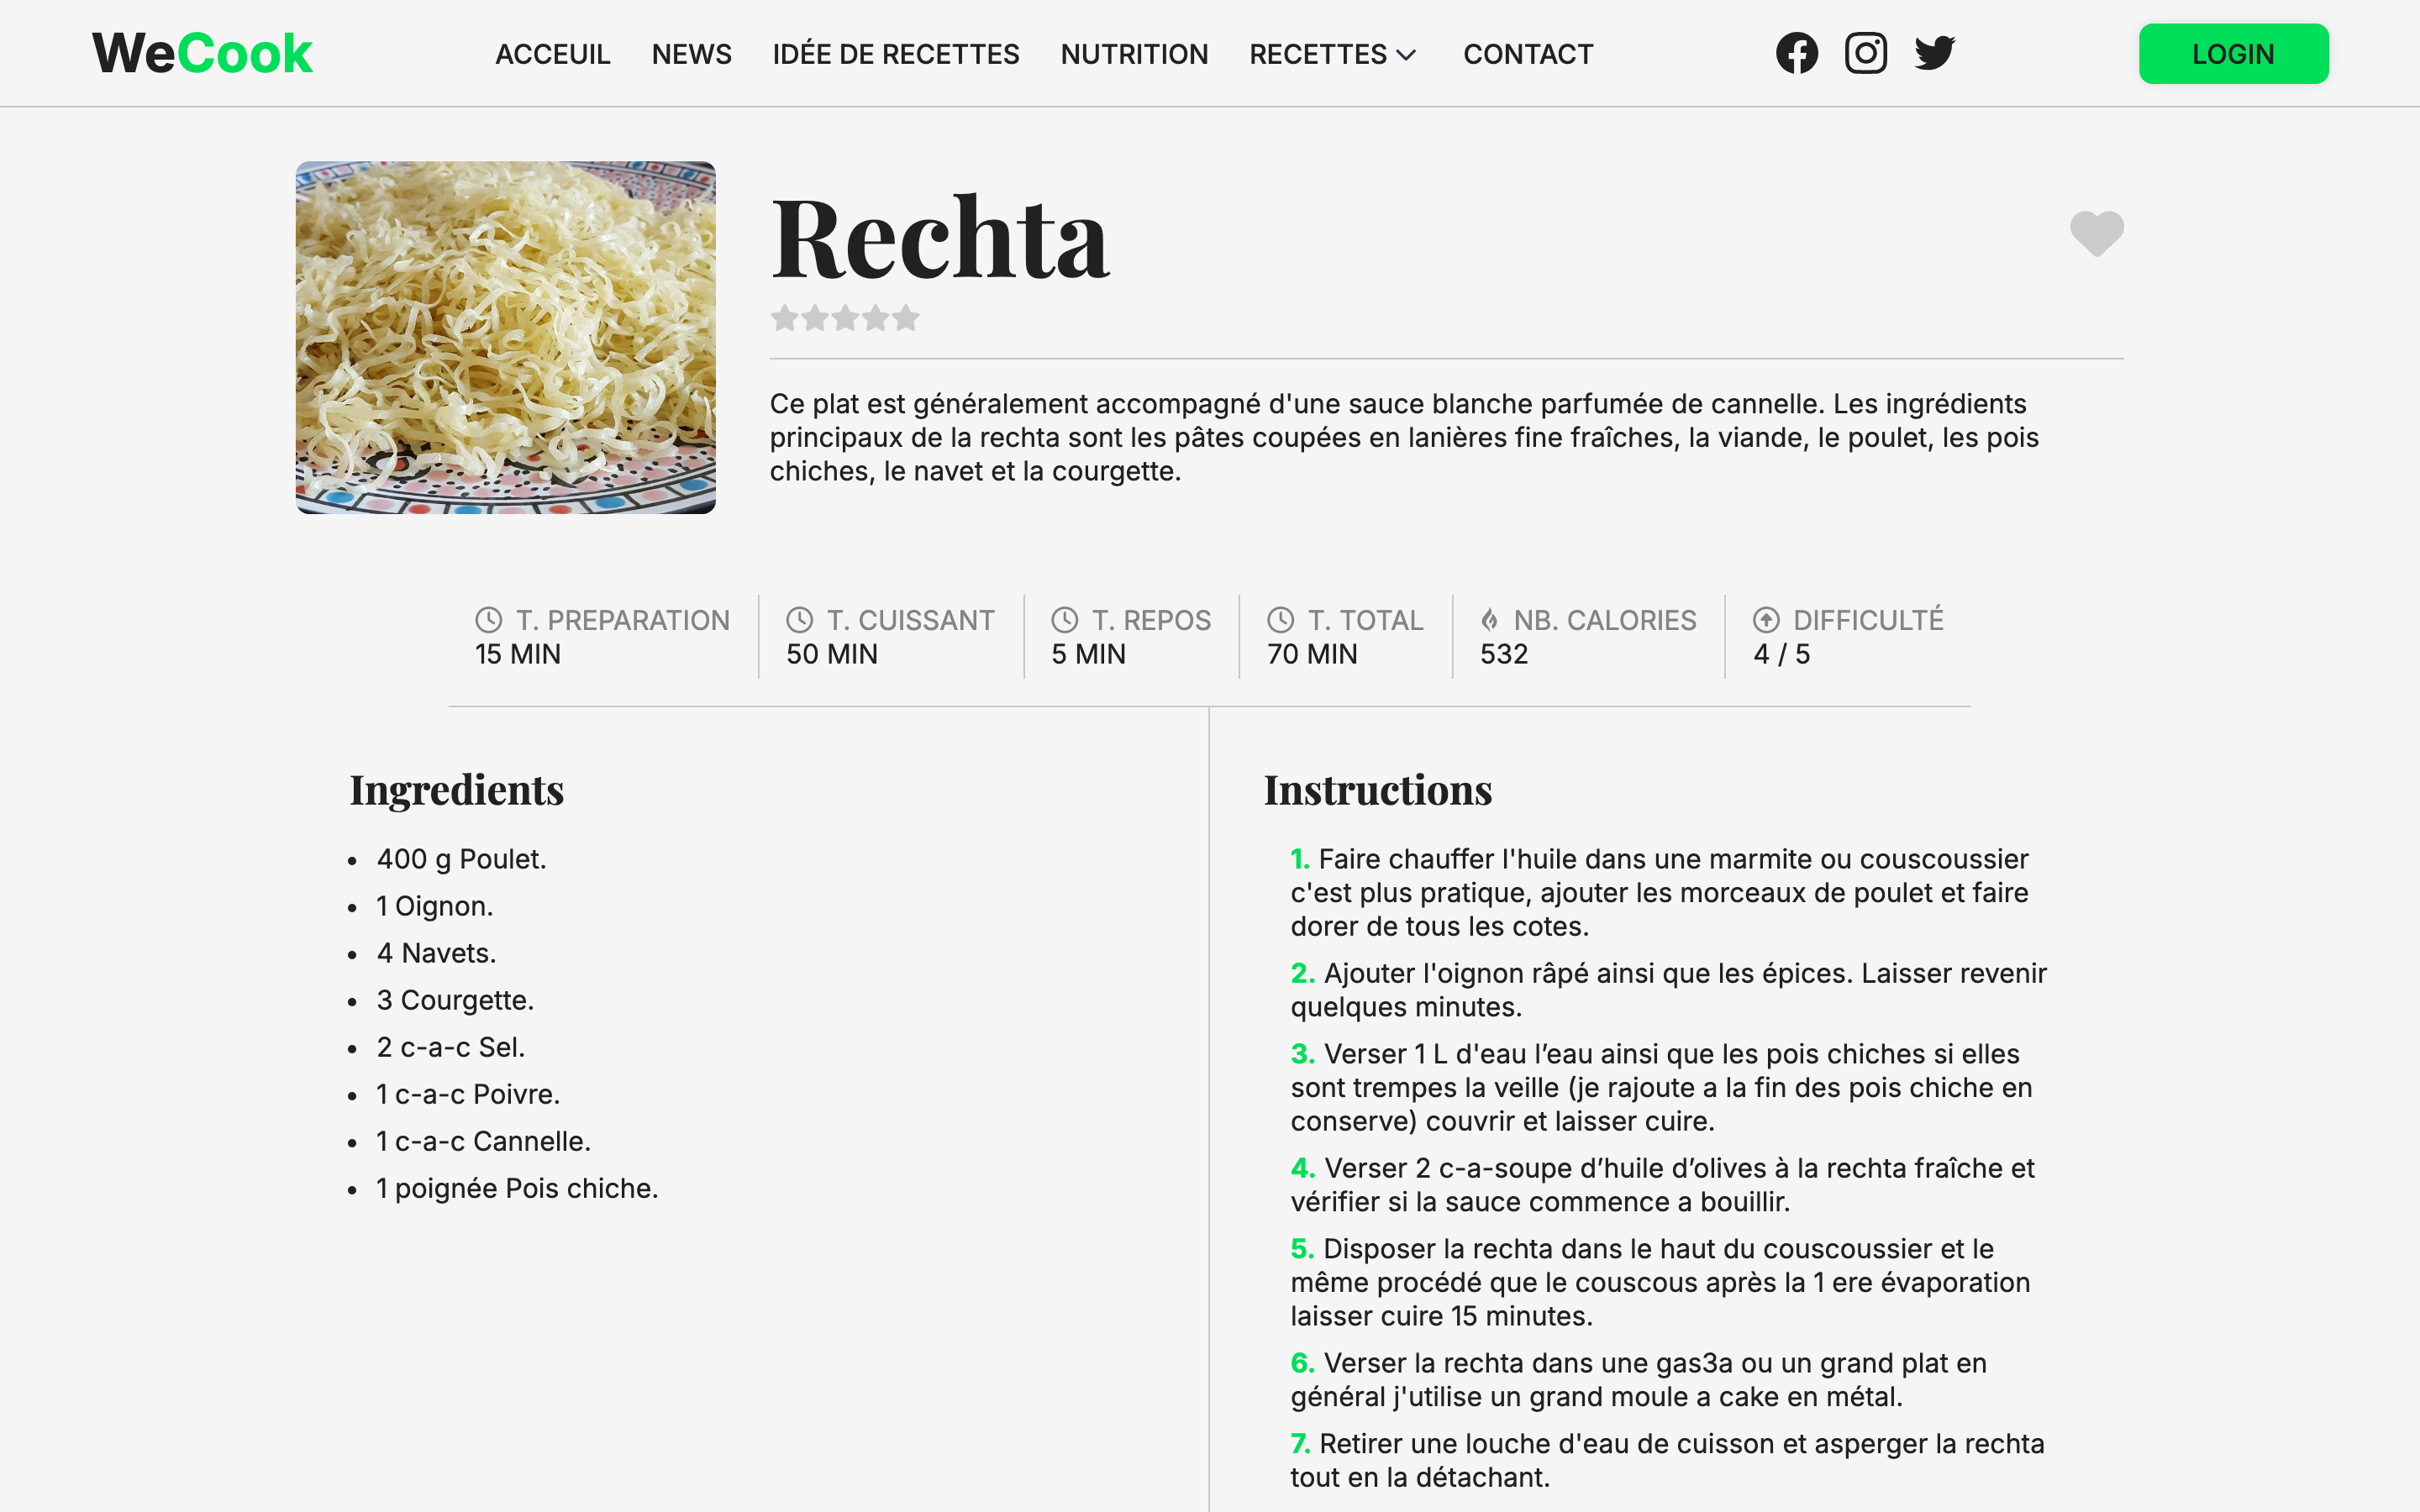 WeCook
ACCEUIL NEWS IDÉE DE RECETTES NUTRITION RECETTES CONTACT
LOGIN
Rechta
Ce plat est généralement accompagné d'une sauce blanche parfumée de cannelle. Les ingrédients
principaux de la rechta sont les pâtes coupées en lanières fine fraîches, la viande, le poulet, les pois
chiches, le navet et la courgette.
T. PREPARATION
15 MIN
T. CUISSANT
50 MIN
T. REPOS
5 MIN
T. TOTAL
70 MIN
NB. CALORIES
532
DIFFICULTÉ
4 / 5
Ingredients
• 400 g Poulet.
• 1 Oignon.
• 4 Navets.
• 3 Courgette.
• 2 c-a-c Sel.
• 1 c-a-c Poivre.
• 1 c-a-c Cannelle.
• 1 poignée Pois chiche.
Instructions
1. Faire chauffer l'huile dans une marmite ou couscoussier
c'est plus pratique, ajouter les morceaux de poulet et faire
dorer de tous les cotes.
2. Ajouter l'oignon râpé ainsi que les épices. Laisser revenir
quelques minutes.
3. Verser 1 L d'eau l’eau ainsi que les pois chiches si elles
sont trempes la veille (je rajoute a la fin des pois chiche en
conserve) couvrir et laisser cuire.
4. Verser 2 c-a-soupe d’huile d’olives à la rechta fraîche et
vérifier si la sauce commence a bouillir.
5. Disposer la rechta dans le haut du couscoussier et le
même procédé que le couscous après la 1 ere évaporation
laisser cuire 15 minutes.
6. Verser la rechta dans une gas3a ou un grand plat en
général j'utilise un grand moule a cake en métal.
7. Retirer une louche d'eau de cuisson et asperger la rechta
tout en la détachant.